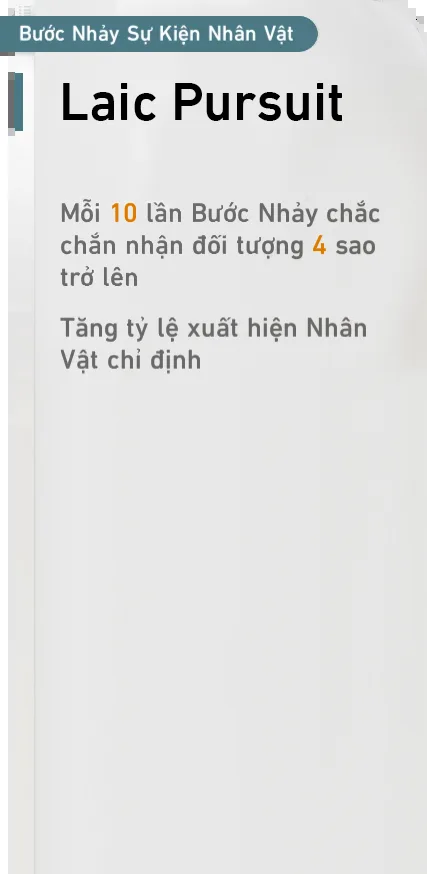 Bước Nhảy Sự Kiện Nhân Vật
Laic Pursuit
Mỗi 10 lần Bước Nhảy chắc
chắn nhận đối tượng 4 sao
trở lên
Tăng tỷ lệ xuất hiện Nhân
Vật chỉ định